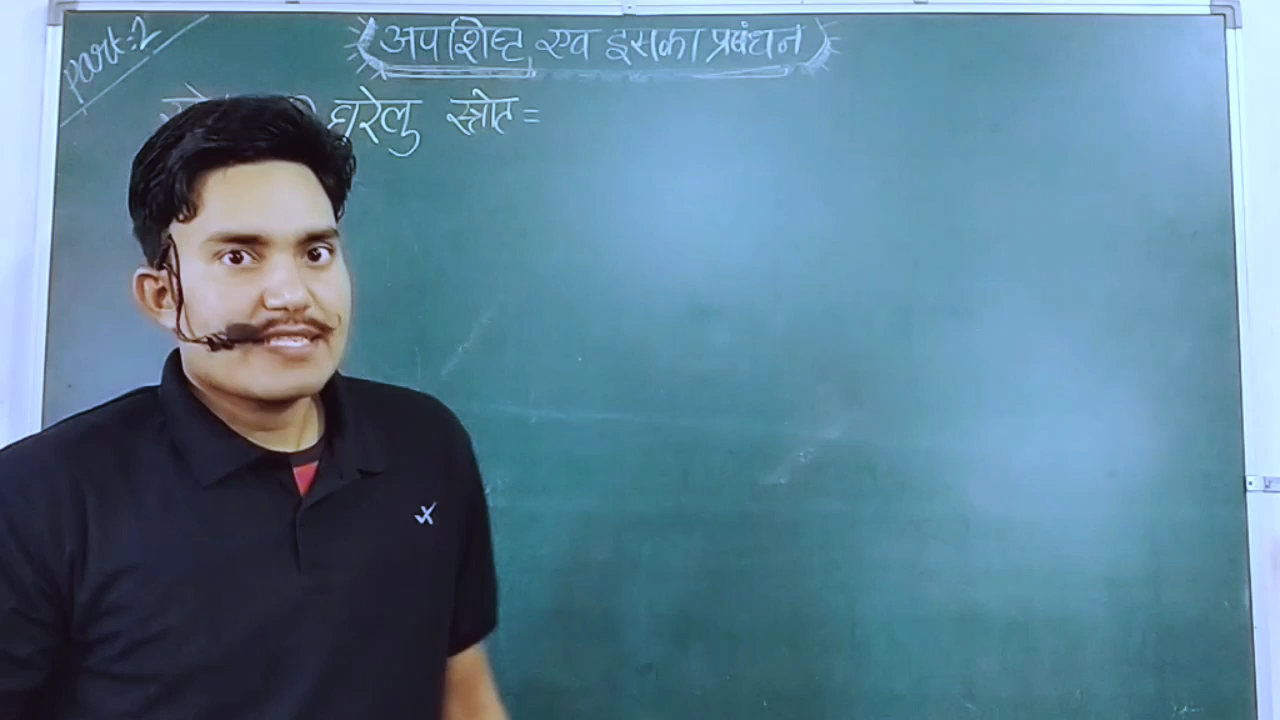 part:2
अपशिष्ट एव इसका प्रबंधन
घरेलु स्त्रोत =